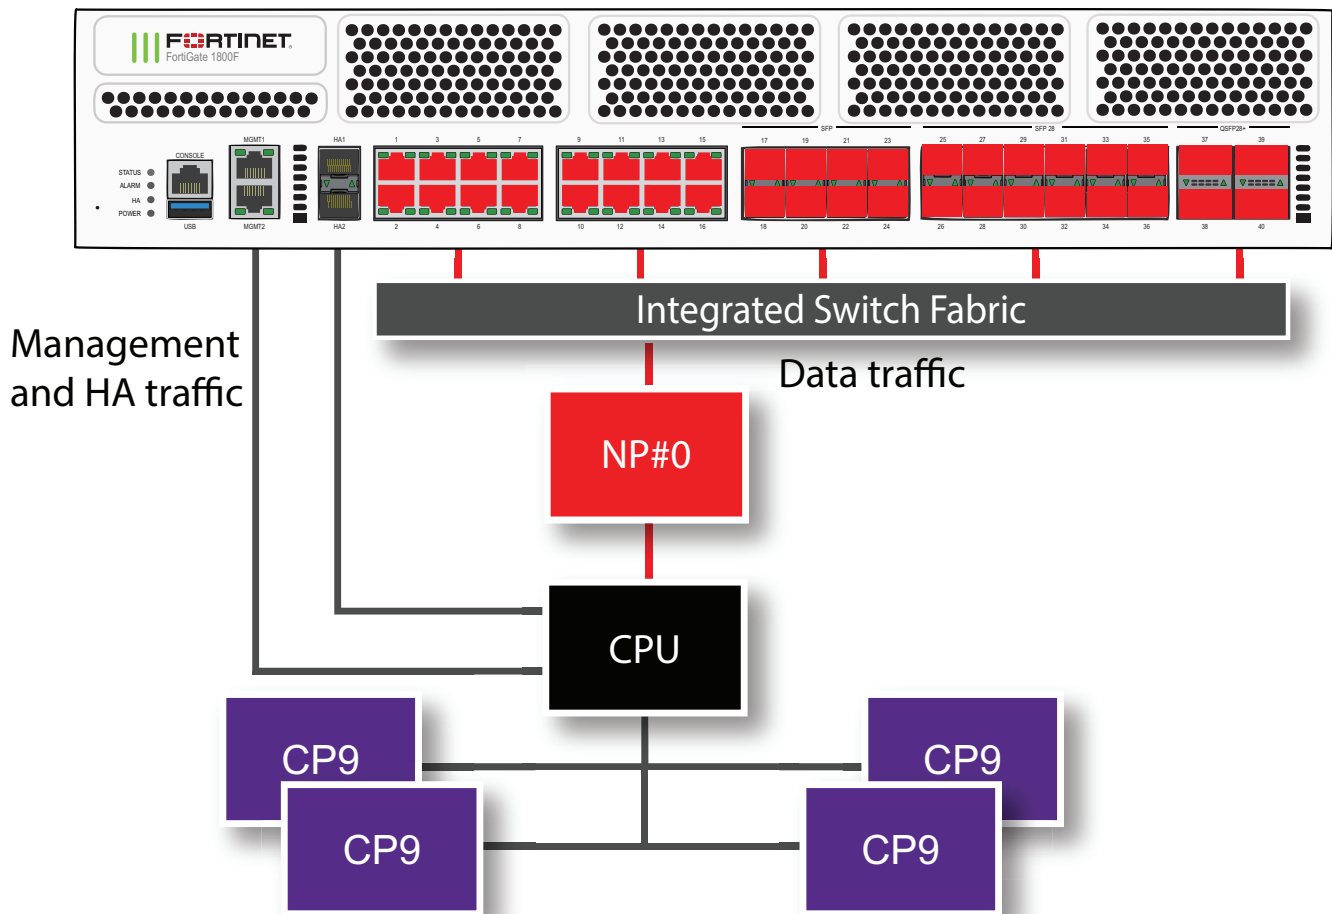 FORTINET
FortiGate 1800F
SFP SFP 28 QSFP28+
MGMT1 HA1 1 3 5 7 9 11 13 15 17 19 21 23 25 27 29 31 33 35 37 39
CONSOLE
STATUS
ALARM
HA
POWER
USB MGMT2 HA2 2 4 6 8 10 12 14 16 18 20 22 24 26 28 30 32 34 36 38 40
Integrated Switch Fabric
Management
and HA traffic
Data traffic
NP#0
CPU
CP9
CP9
CP9
CP9